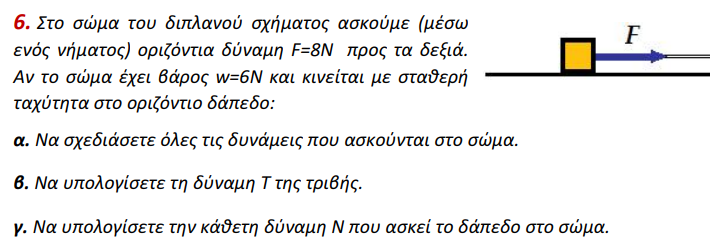 6. Στο σώμα του διπλανού σχήματος ασκούμε (μέσω
ενός νήματος) οριζόντια δύναμη F=8N προς τα δεξιά.
Αν το σώμα έχει βάρος w=6N και κινείται με σταθερή
ταχύτητα στο οριζόντιο δάπεδο:
F
α. Να σχεδιάσετε όλες τις δυνάμεις που ασκούνται στο σώμα.
β. Να υπολογίσετε τη δύναμη Τ της τριβής.
γ. Να υπολογίσετε την κάθετη δύναμη Ν που ασκεί το δάπεδο στο σώμα.